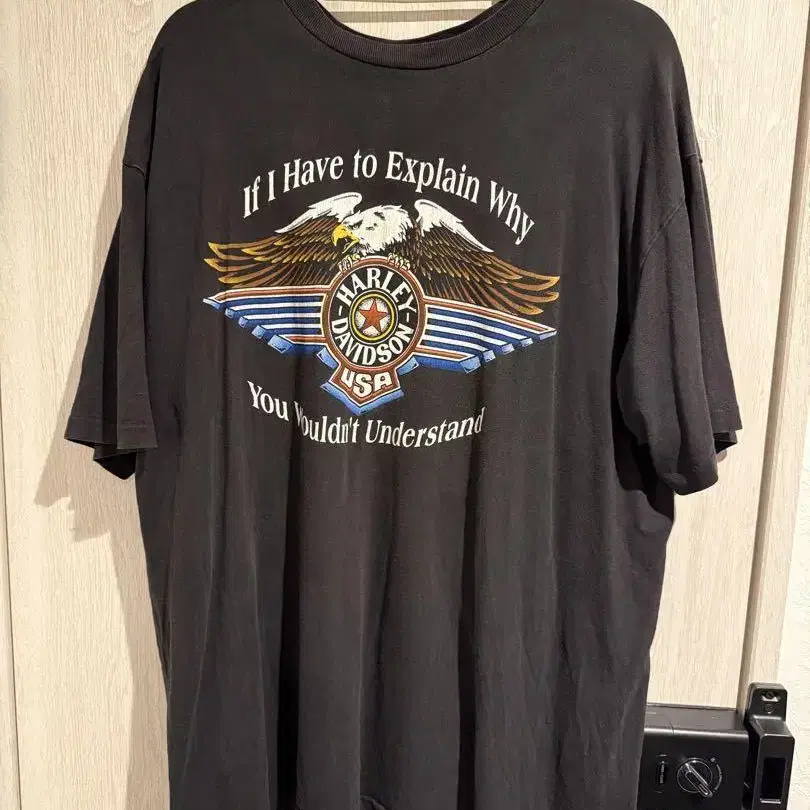 If I Have to Explain Why
HARLEY-
DAVIDSON
USA
You Wouldn't Understand